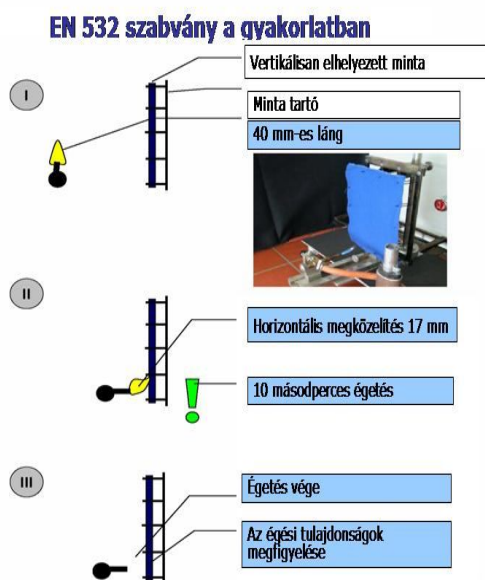 EN 532 szabvány a gyakorlatban
Vertikálisan elhelyezett minta
I
Minta tartó
40 mm-es láng
II
Horizontális megközelítés 17 mm
10 másodperces égetés
III
Égetés vége
Az égési tulajdonságok
megfigyelése